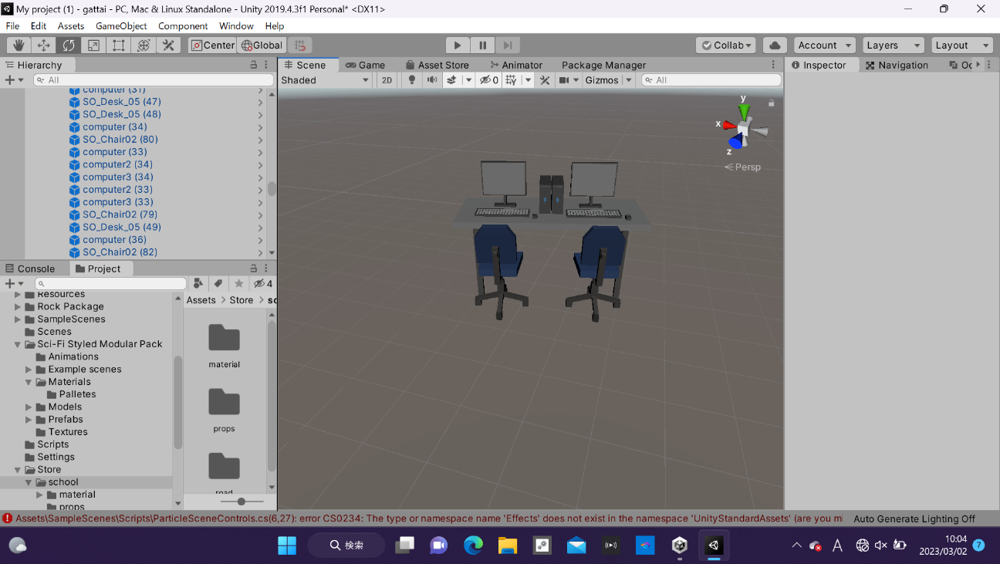 My project (1) - gattai - PC, Mac & Linux Standalone - Unity 2019.4.3f1 Personal* <DX11>
File Edit Assets GameObject Component Window Help
Center Global Collab Account Layers Layout
Hierarchy Scene Game Asset Store Animator Package Manager Inspector Navigation Oc
All Shaded 2D 0 Gizmos All
computer (31)
SO_Desk_05 (47)
SO_Desk_05 (48)
computer (34)
SO_Chair02 (80)
computer (33)
computer2 (34)
computer3 (34)
computer2 (33)
computer3 (33)
SO_Chair02 (79)
SO_Desk_05 (49)
computer (36)
SO_Chair02 (82)
y
x
z
Persp
Console Project
4
Resources
Rock Package
SampleScenes
Scenes
Sci-Fi Styled Modular Pack
Animations
Example scenes
Materials
Palletes
Models
Prefabs
Textures
Scripts
Settings
Store
school
material
props
Assets > Store > sc
material
props
road
Assets\SampleScenes\Scripts\ParticleSceneControls.cs(6,27): error CS0234: The type or namespace name 'Effects' does not exist in the namespace 'UnityStandardAssets' (are you mi
Auto Generate Lighting Off
検索
A
10:04
2023/03/02
7